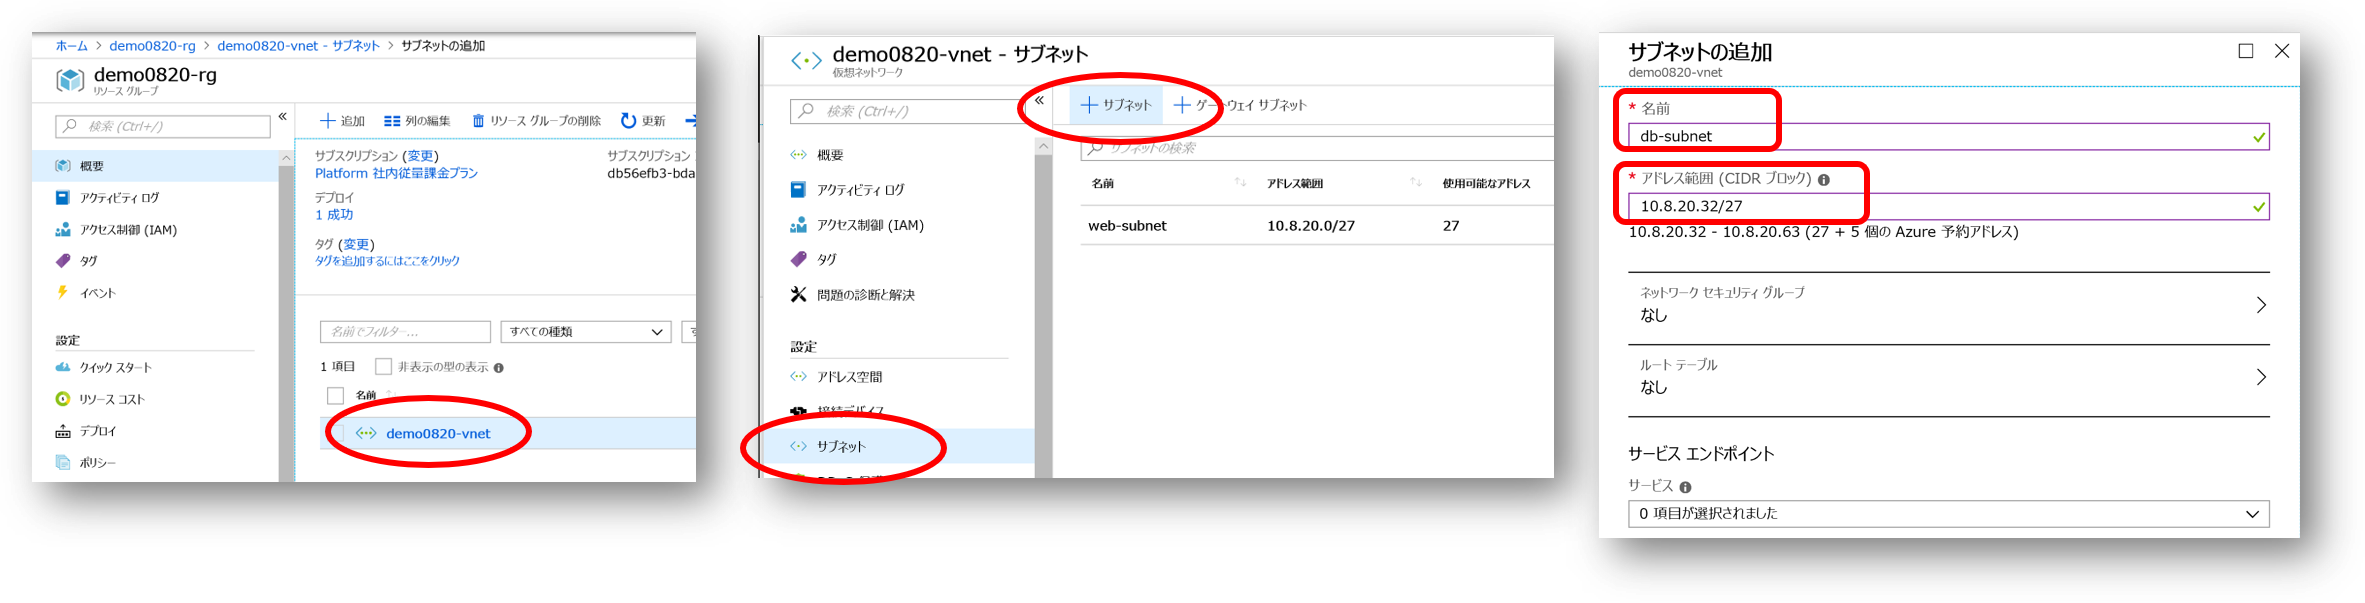 ホーム > demo0820-rg > demo0820-vnet - サブネット > サブネットの追加
demo0820-rg
リソース グループ
検索 (Ctrl+/)
«
概要
アクティビティ ログ
アクセス制御 (IAM)
タグ
イベント
設定
クイック スタート
リソース コスト
デプロイ
ポリシー
追加 列の編集 リソース グループの削除 更新
サブスクリプション (変更) サブスクリプション
Platform 社内従量課金プラン db56efb3-bda
デプロイ
1 成功
タグ (変更)
タグを追加するにはここをクリック
名前でフィルター... すべての種類
1 項目 非表示の型の表示
名前
demo0820-vnet
demo0820-vnet - サブネット
仮想ネットワーク
検索 (Ctrl+/)
«
概要
アクティビティ ログ
アクセス制御 (IAM)
タグ
問題の診断と解決
設定
アドレス空間
接続デバイス
サブネット
サブネット ゲートウェイ サブネット
サブネットの検索
名前 アドレス範囲 使用可能なアドレス
web-subnet 10.8.20.0/27 27
サブネットの追加
demo0820-vnet
* 名前
db-subnet
* アドレス範囲 (CIDR ブロック)
10.8.20.32/27
10.8.20.32 - 10.8.20.63 (27 + 5 個の Azure 予約アドレス)
ネットワーク セキュリティ グループ
なし
ルート テーブル
なし
サービス エンドポイント
サービス
0 項目が選択されました